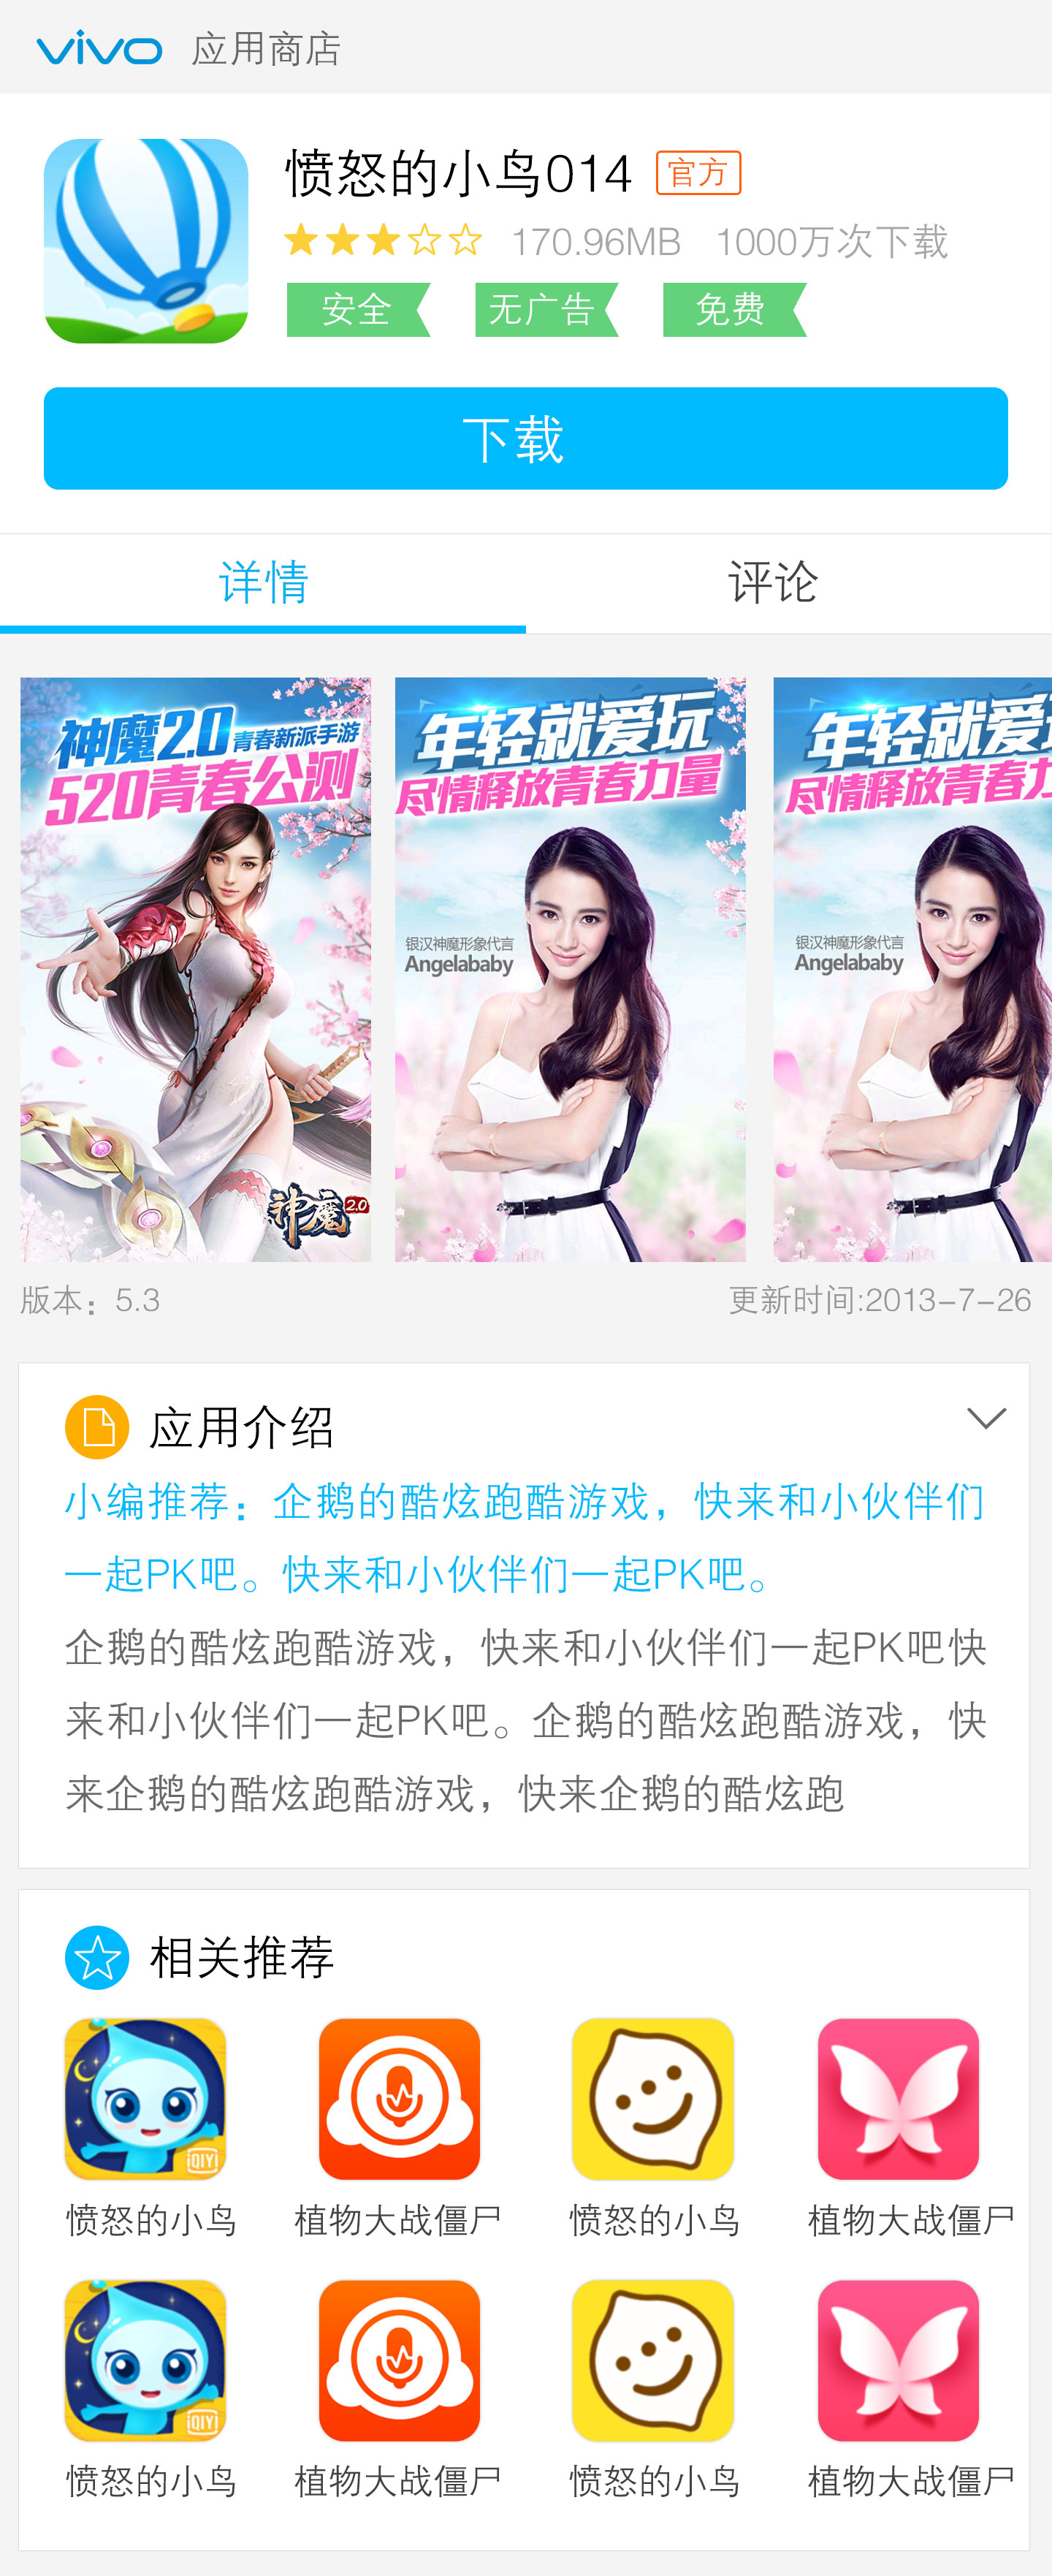 vivo 应用商店
愤怒的小鸟014 官方
170.96MB 1000万次下载
安全 无广告 免费
下载
详情 评论
神魔2.0 青春新派手游
520青春公测
神魔2.0
年轻就爱玩
尽情释放青春力量
银汉神魔形象代言
Angelababy
年轻就爱玩
尽情释放青春力
银汉神魔形象代言
Angelababy
版本：5.3 更新时间:2013-7-26
应用介绍
小编推荐：企鹅的酷炫跑酷游戏，快来和小伙伴们
一起PK吧。快来和小伙伴们一起PK吧。
企鹅的酷炫跑酷游戏，快来和小伙伴们一起PK吧快
来和小伙伴们一起PK吧。企鹅的酷炫跑酷游戏，快
来企鹅的酷炫跑酷游戏，快来企鹅的酷炫跑
相关推荐
QIYI
愤怒的小鸟 植物大战僵尸 愤怒的小鸟 植物大战僵尸
QIYI
愤怒的小鸟 植物大战僵尸 愤怒的小鸟 植物大战僵尸